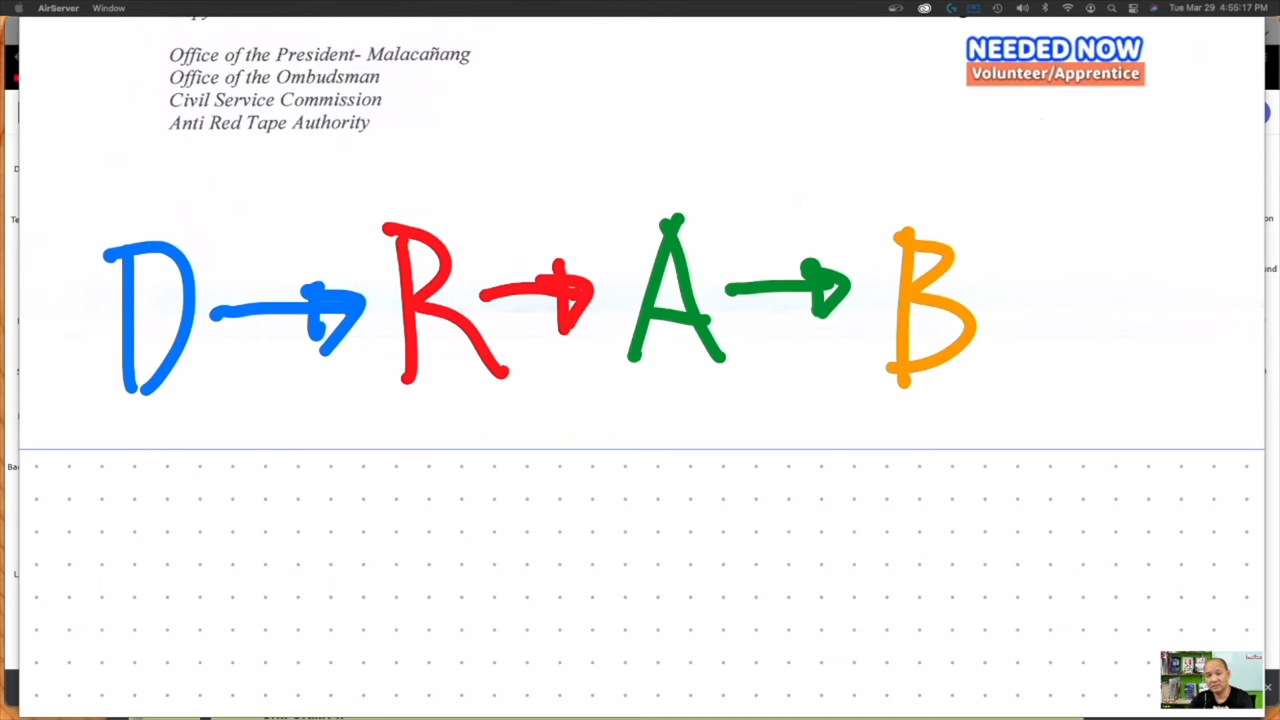 AirServer Window Tue Mar 29 4:55:17 PM
Office of the President- Malacañang
Office of the Ombudsman
Civil Service Commission
Anti Red Tape Authority
NEEDED NOW
Volunteer/Apprentice
D → R → A → B